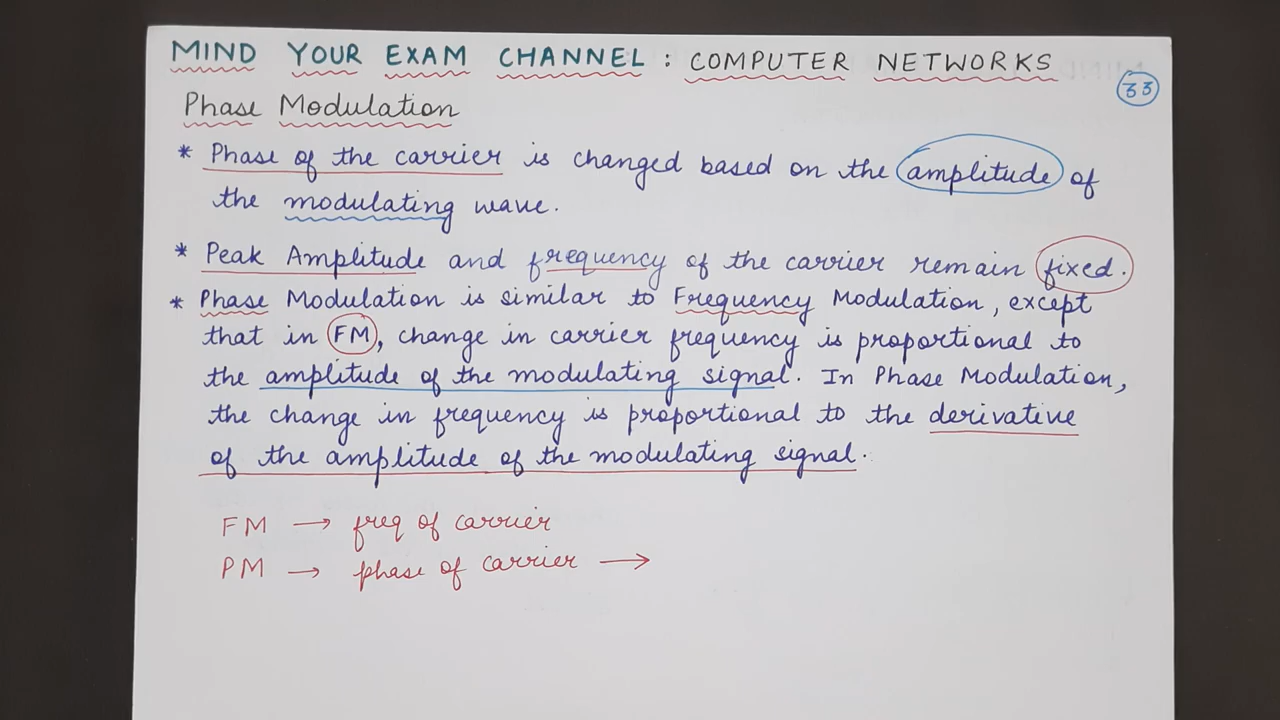 MIND YOUR EXAM CHANNEL : COMPUTER NETWORKS
33
Phase Modulation
* Phase of the carrier is changed based on the amplitude of
the modulating wave.
* Peak Amplitude and frequency of the carrier remain fixed.
* Phase Modulation is similar to Frequency Modulation, except
that in FM, change in carrier frequency is proportional to
the amplitude of the modulating signal. In Phase Modulation,
the change in frequency is proportional to the derivative
of the amplitude of the modulating signal.
FM → freq of carrier
PM → phase of carrier →